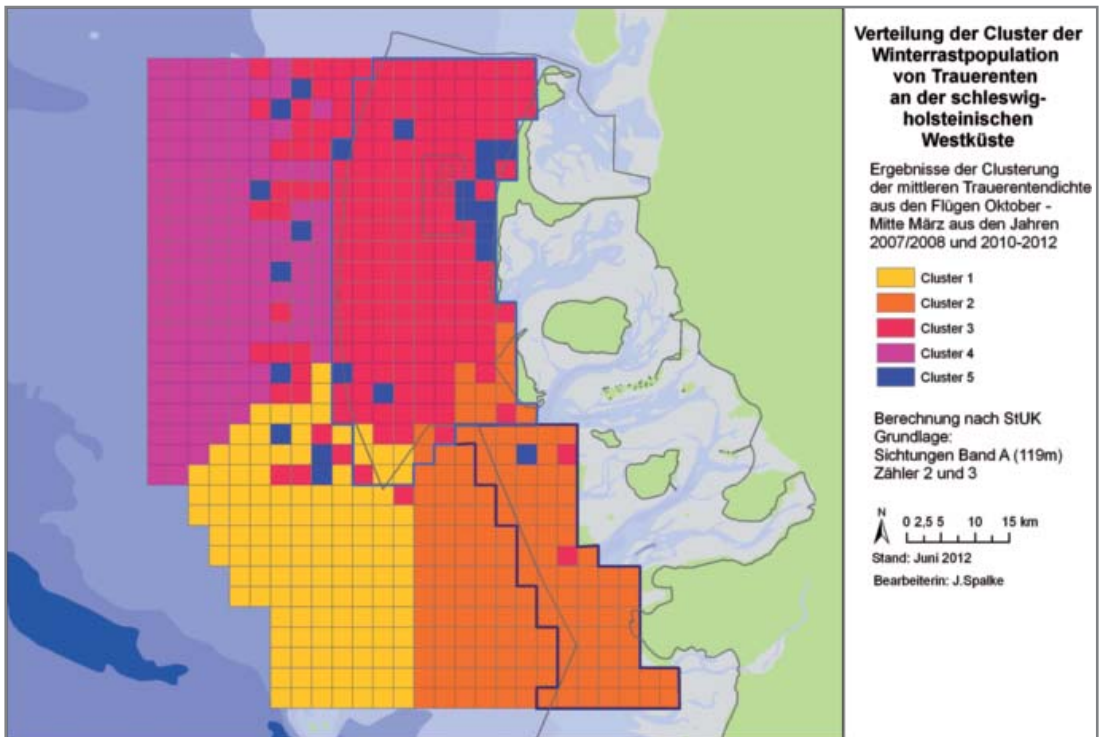 Verteilung der Cluster der
Winterrastpopulation
von Trauerenten
an der schleswig-
holsteinischen
Westküste
Ergebnisse der Clusterung
der mittleren Trauerentendichte
aus den Flügen Oktober -
Mitte März aus den Jahren
2007/2008 und 2010-2012
Cluster 1
Cluster 2
Cluster 3
Cluster 4
Cluster 5
Berechnung nach StUK
Grundlage:
Sichtungen Band A (119m)
Zähler 2 und 3
N
0 2,5 5 10 15 km
Stand: Juni 2012
Bearbeiterin: J.Spalke